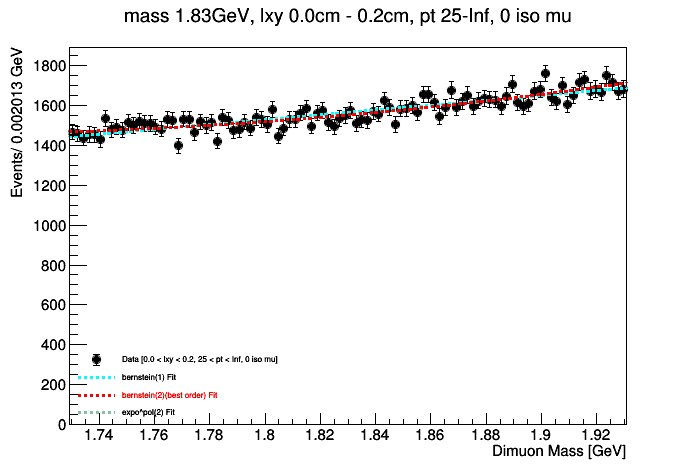 mass 1.83GeV, lxy 0.0cm - 0.2cm, pt 25-Inf, 0 iso mu
Events/ 0.002013 GeV
1800
1600
1400
1200
1000
800
600
400
200
0
Data [0.0 < lxy < 0.2, 25 < pt < Inf, 0 iso mu]
bernstein(1) Fit
bernstein(2)(best order) Fit
expo^pol(2) Fit
1.74 1.76 1.78 1.8 1.82 1.84 1.86 1.88 1.9 1.92
Dimuon Mass [GeV]